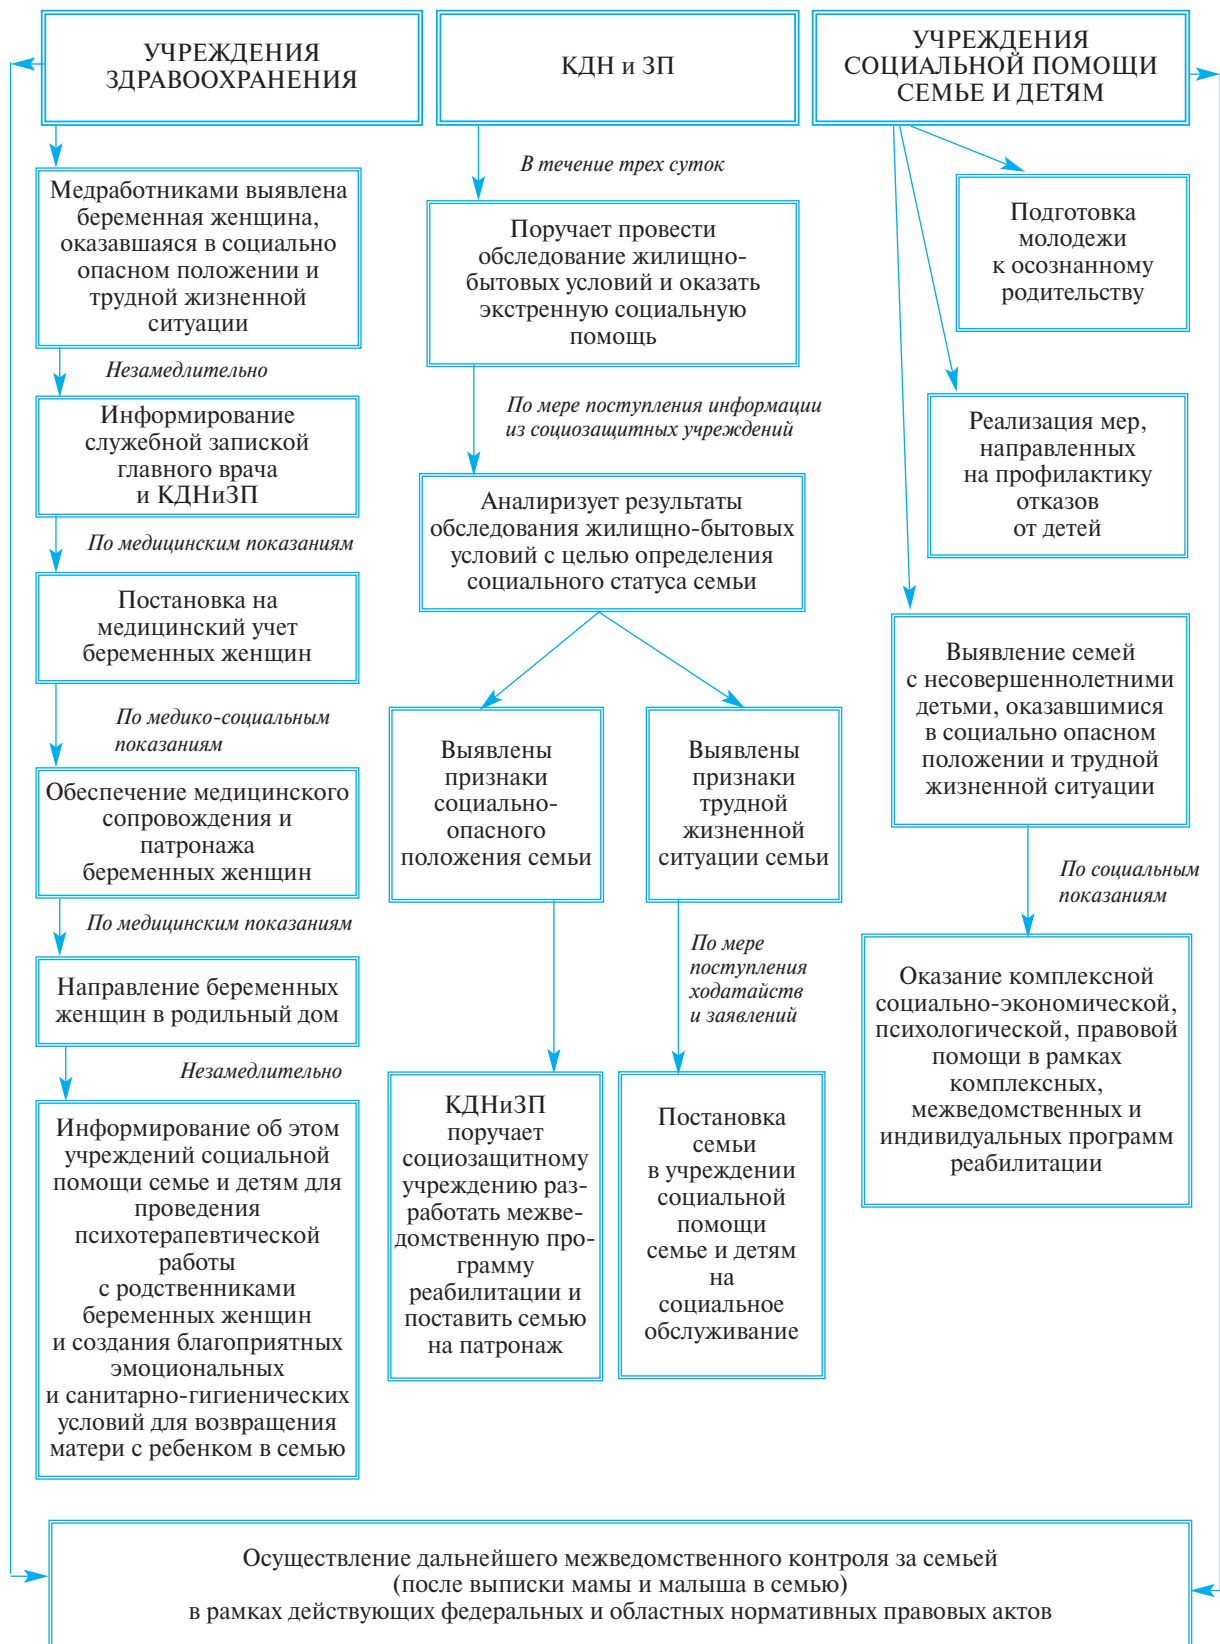 УЧРЕЖДЕНИЯ
ЗДРАВООХРАНЕНИЯ
Медработниками выявлена
беременная женщина,
оказавшаяся в социально
опасном положении и
трудной жизненной
ситуации
Незамедлительно
Информирование
служебной запиской
главного врача
и КДНиЗП
По медицинским показаниям
Постановка на
медицинский учет
беременных женщин
По медико-социальным
показаниям
Обеспечение медицинского
сопровождения и
патронажа
беременных женщин
По медицинским показаниям
Направление беременных
женщин в родильный дом
Незамедлительно
Информирование об этом
учреждений социальной
помощи семье и детям для
проведения
психотерапевтической
работы
с родственниками
беременных женщин
и создания благоприятных
эмоциональных
и санитарно-гигиенических
условий для возвращения
матери с ребенком в семью
КДН и ЗП
В течение трех суток
Поручает провести
обследование жилищно-
бытовых условий и оказать
экстренную социальную
помощь
По мере поступления информации
из социозащитных учреждений
Аналиризует результаты
обследования жилищно-бытовых
условий с целью определения
социального статуса семьи
Выявлены
признаки
социально-
опасного
положения семьи
КДНиЗП
поручает
социозащитному
учреждению раз-
работать межве-
домственную про-
грамму
реабилитации и
поставить семью
на патронаж
Выявлены
признаки
трудной
жизненной
ситуации семьи
По мере
поступления
ходатайств
и заявлений
Постановка
семьи
в учреждении
социальной
помощи
семье и детям
на
социальное
обслуживание
УЧРЕЖДЕНИЯ
СОЦИАЛЬНОЙ ПОМОЩИ
СЕМЬЕ И ДЕТЯМ
Подготовка
молодежи
к осознанному
родительству
Реализация мер,
направленных
на профилактику
отказов
от детей
Выявление семей
с несовершеннолетними
детьми, оказавшимися
в социально опасном
положении и трудной
жизненной ситуации
По социальным
показаниям
Оказание комплексной
социально-экономической,
психологической, правовой
помощи в рамках
комплексных,
межведомственных и
индивидуальных программ
реабилитации
Осуществление дальнейшего межведомственного контроля за семьей
(после выписки мамы и малыша в семью)
в рамках действующих федеральных и областных нормативных правовых актов